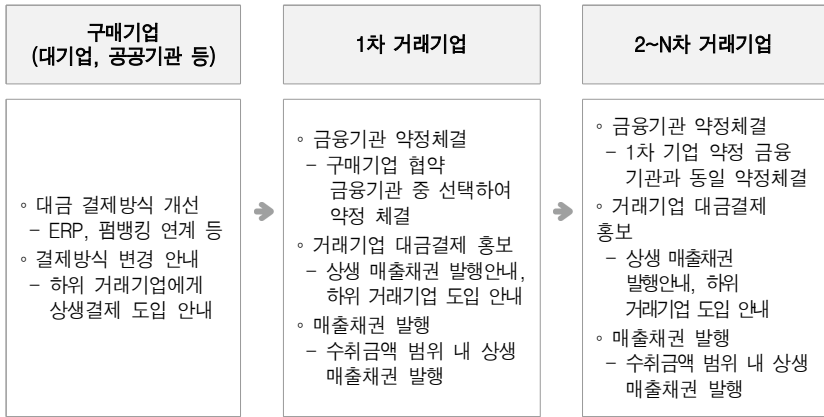 구매기업
(대기업, 공공기관 등)
◦ 대금 결제방식 개선
- ERP, 펌뱅킹 연계 등
◦ 결제방식 변경 안내
- 하위 거래기업에게
상생결제 도입 안내
1차 거래기업
◦ 금융기관 약정체결
- 구매기업 협약
금융기관 중 선택하여
약정 체결
◦ 거래기업 대금결제 홍보
- 상생 매출채권 발행안내,
하위 거래기업 도입 안내
◦ 매출채권 발행
- 수취금액 범위 내 상생
매출채권 발행
2~N차 거래기업
◦ 금융기관 약정체결
- 1차 기업 약정 금융
기관과 동일 약정체결
◦ 거래기업 대금결제
홍보
- 상생 매출채권
발행안내, 하위
거래기업 도입 안내
◦ 매출채권 발행
- 수취금액 범위 내 상생
매출채권 발행